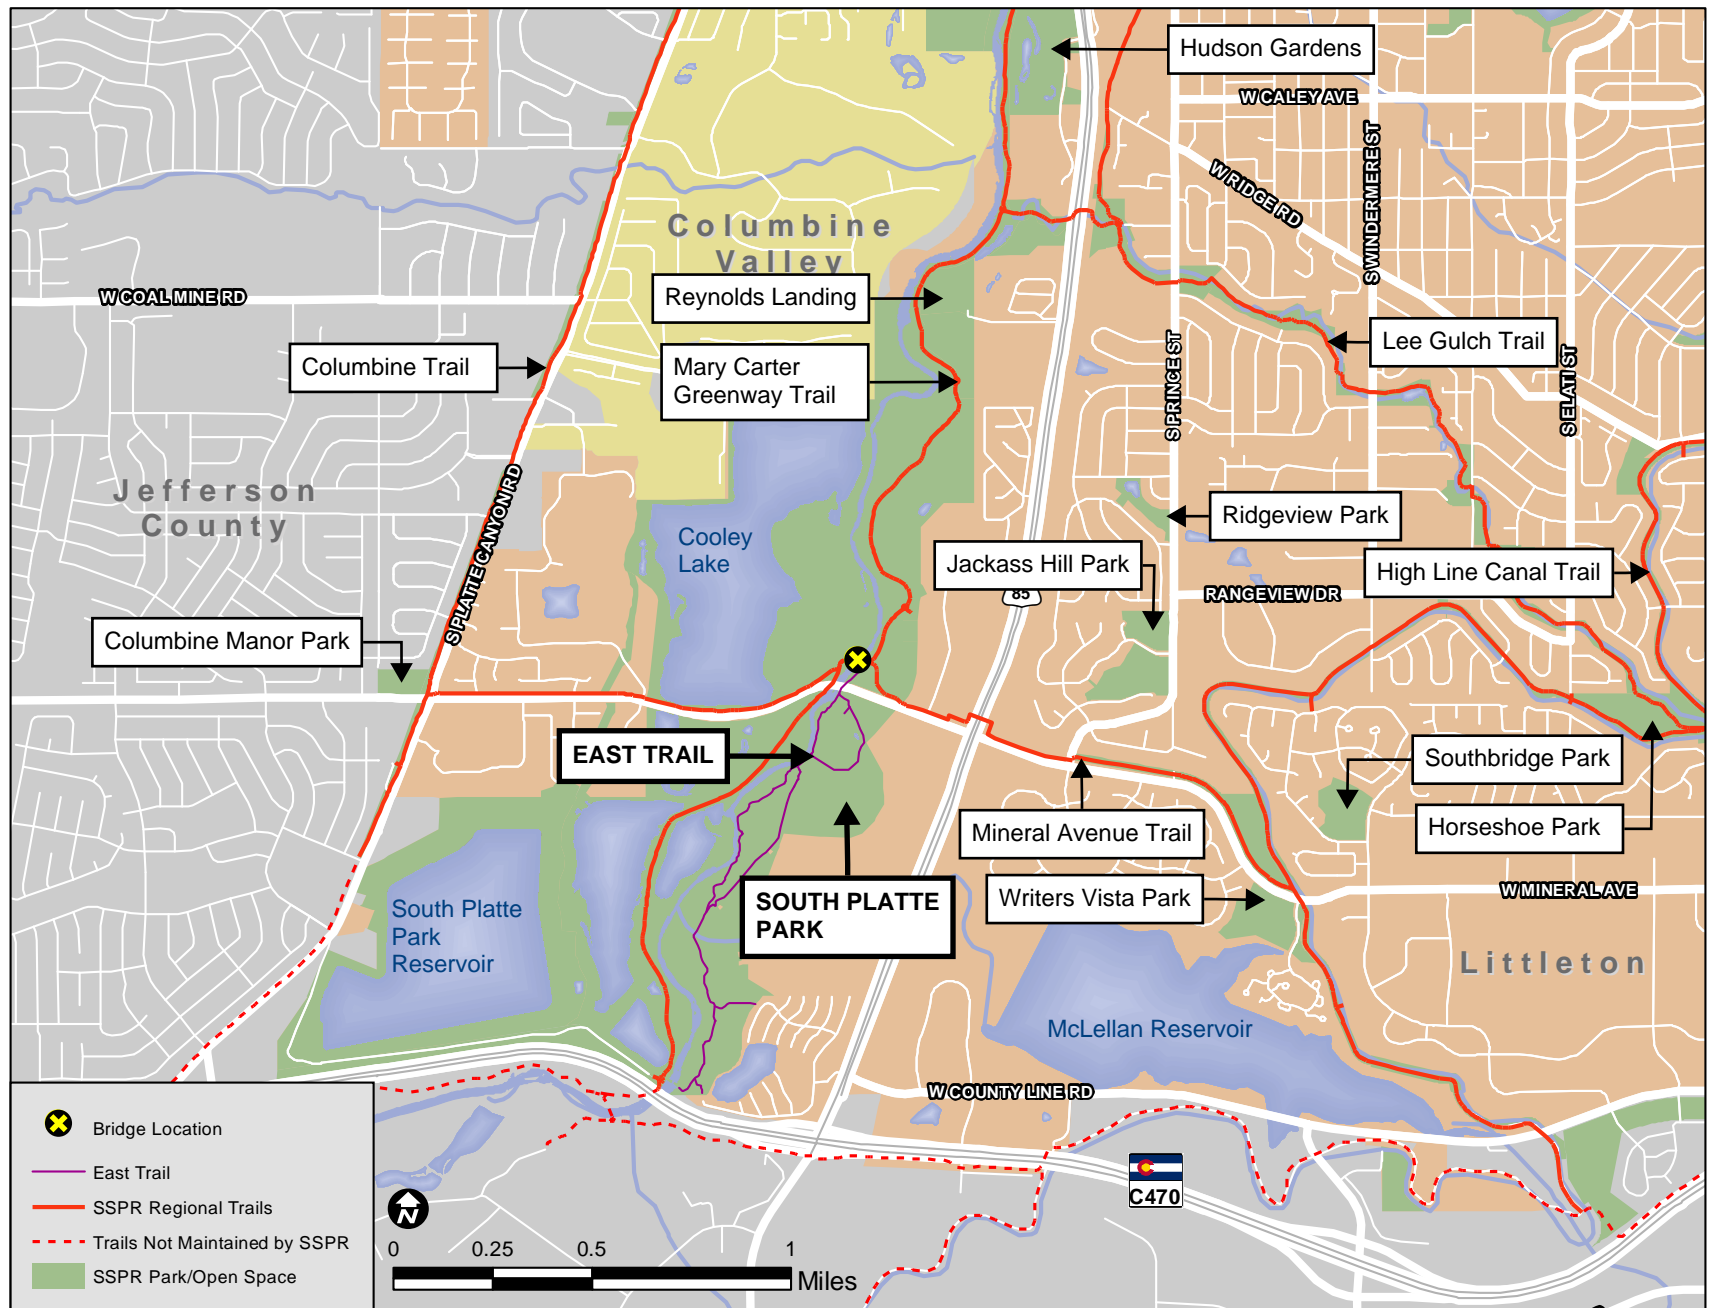 Hudson Gardens
W CALEY AVE
S WINDERMERE ST
W RIDGE RD
Columbine
Valley
W COAL MINE RD
Reynolds Landing
Lee Gulch Trail
Columbine Trail
Mary Carter
Greenway Trail
S PRINCE ST
S ELATI ST
Jefferson
County
S PLATTE CANYON RD
Cooley
Lake
Ridgeview Park
Jackass Hill Park
High Line Canal Trail
85
RANGEVIEW DR
Columbine Manor Park
EAST TRAIL
Southbridge Park
Mineral Avenue Trail
Horseshoe Park
SOUTH PLATTE
PARK
Writers Vista Park
W MINERAL AVE
South Platte
Park
Reservoir
Littleton
McLellan Reservoir
W COUNTY LINE RD
C470
Bridge Location
East Trail
SSPR Regional Trails
Trails Not Maintained by SSPR
SSPR Park/Open Space
N
0 0.25 0.5 1
Miles